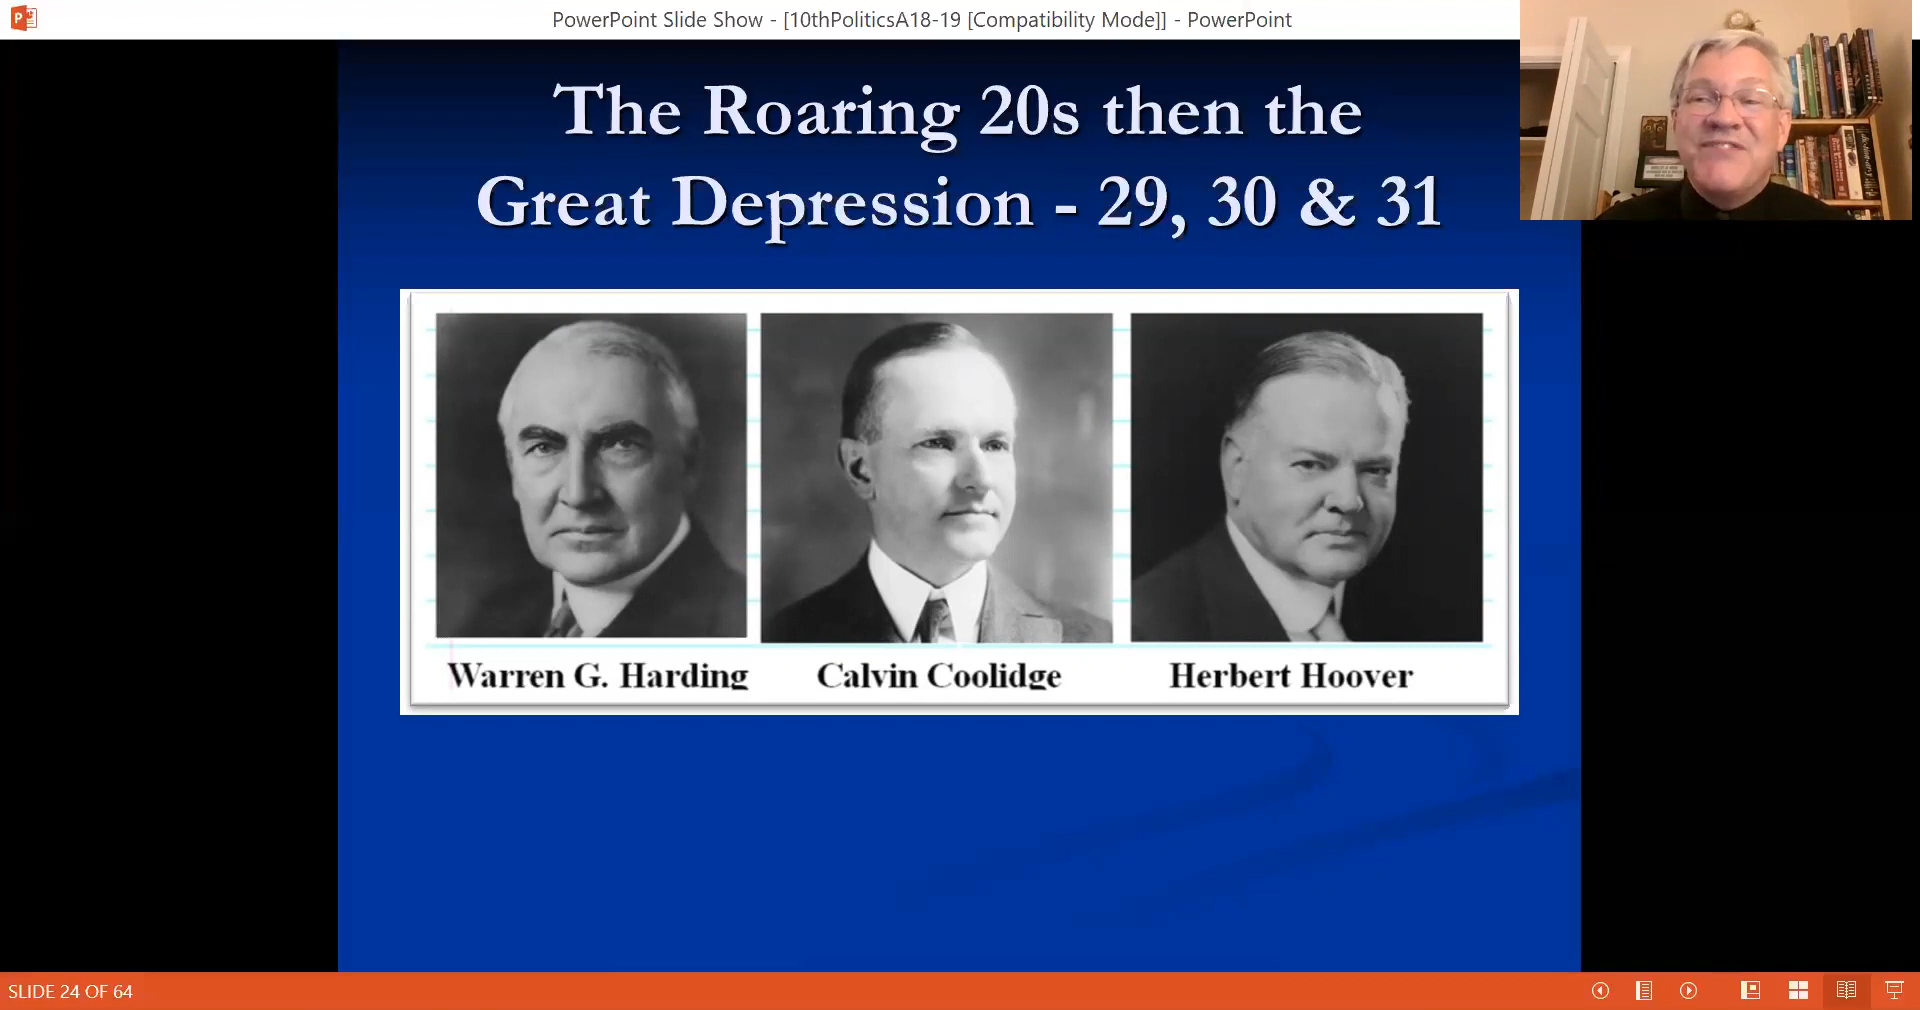 PowerPoint Slide Show - [10thPoliticsA18-19 [Compatibility Mode]] - PowerPoint
The Roaring 20s then the
Great Depression - 29, 30 & 31
Warren G. Harding
Calvin Coolidge
Herbert Hoover
SLIDE 24 OF 64